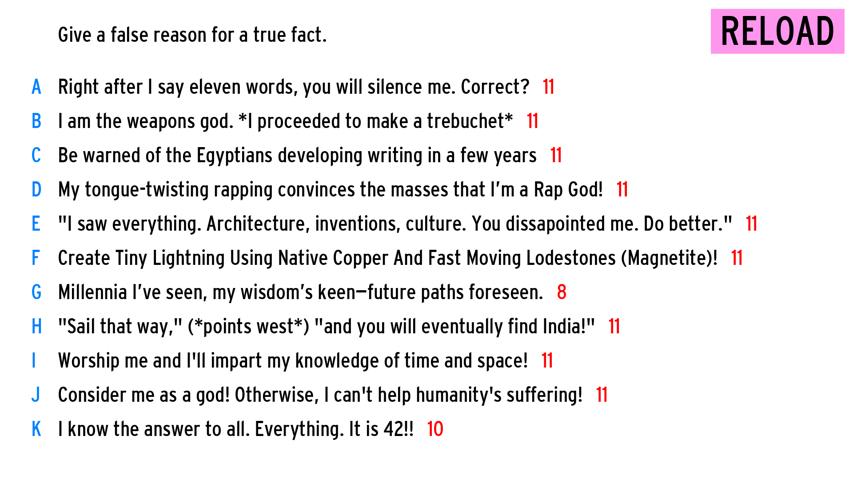 Give a false reason for a true fact.
RELOAD
A Right after I say eleven words, you will silence me. Correct? 11
B I am the weapons god. *I proceeded to make a trebuchet* 11
C Be warned of the Egyptians developing writing in a few years 11
D My tongue-twisting rapping convinces the masses that I'm a Rap God! 11
E "I saw everything. Architecture, inventions, culture. You dissapointed me. Do better." 11
F Create Tiny Lightning Using Native Copper And Fast Moving Lodestones (Magnetite)! 11
G Millennia I've seen, my wisdom's keen—future paths foreseen. 8
H "Sail that way," (*points west*) "and you will eventually find India!" 11
I Worship me and I'll impart my knowledge of time and space! 11
J Consider me as a god! Otherwise, I can't help humanity's suffering! 11
K I know the answer to all. Everything. It is 42!! 10